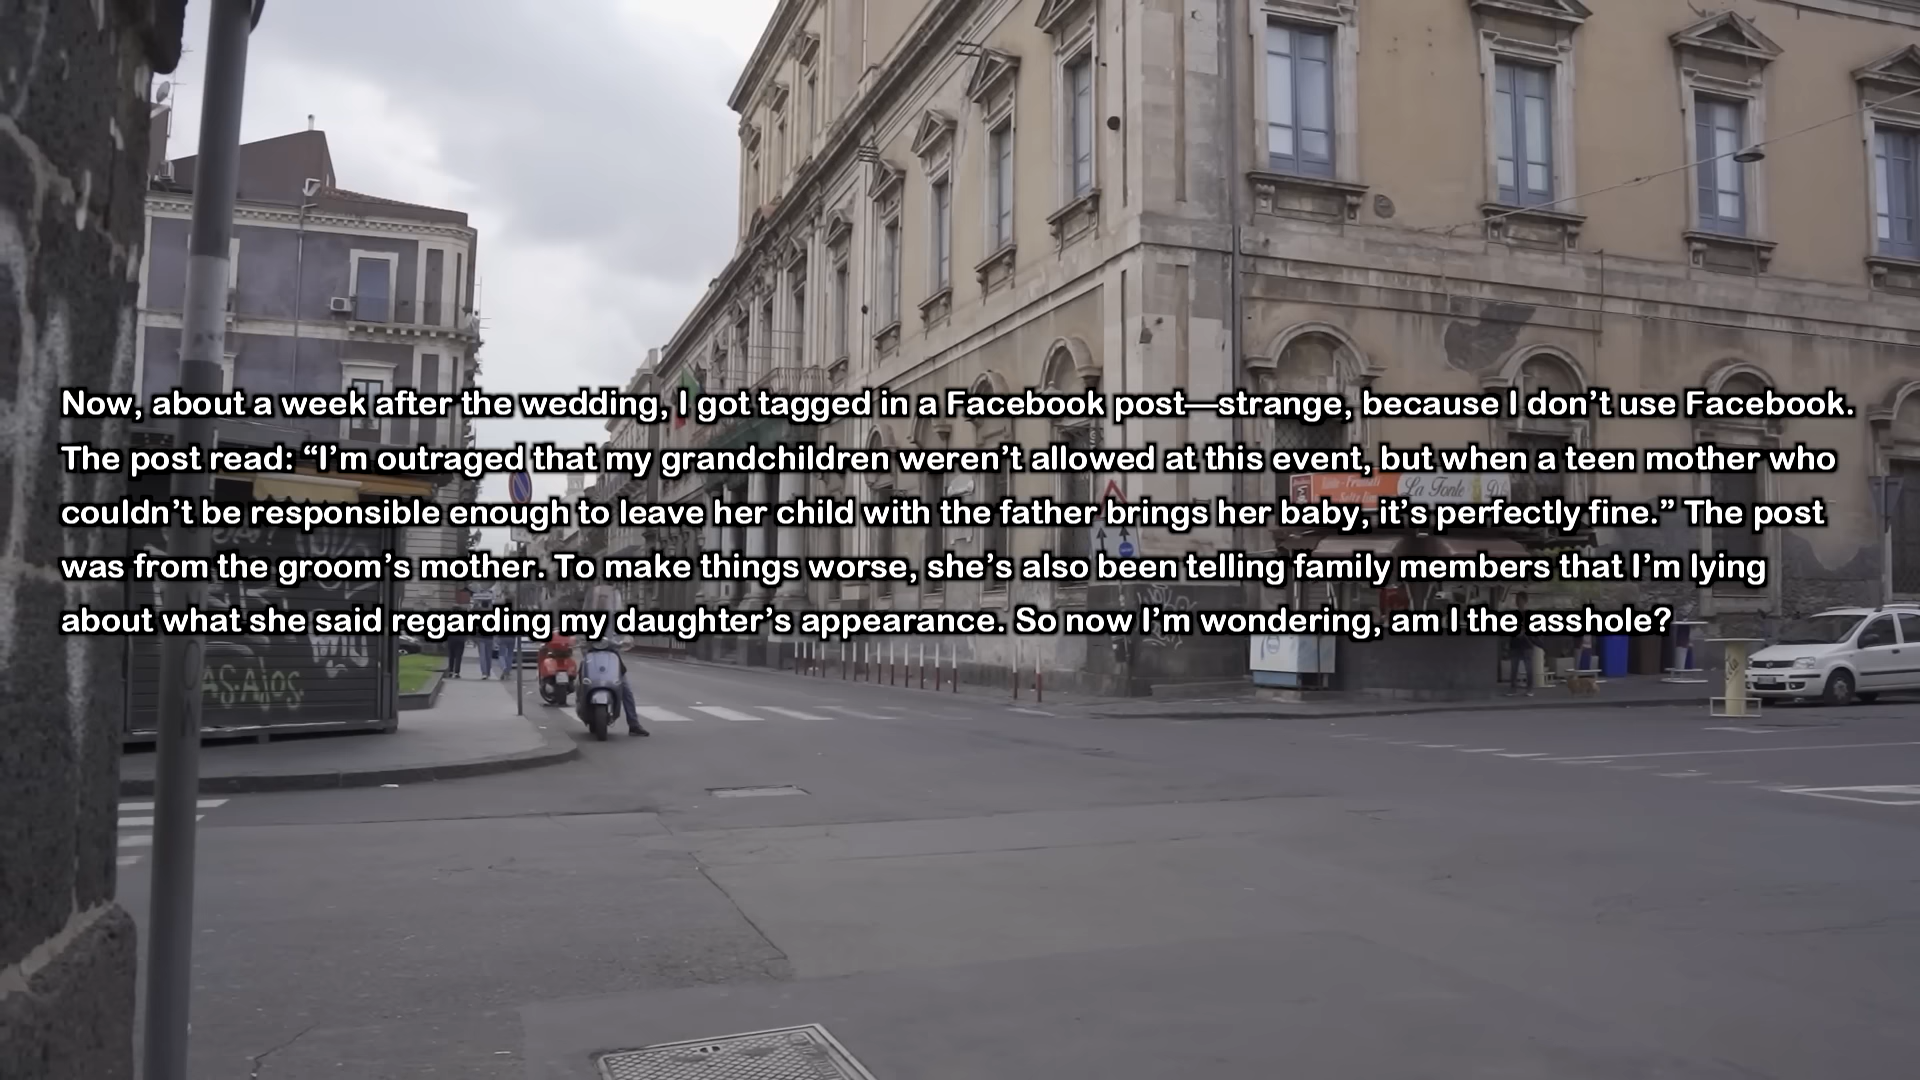 Now, about a week after the wedding, I got tagged in a Facebook post—strange, because I don’t use Facebook.
The post read: “I’m outraged that my grandchildren weren’t allowed at this event, but when a teen mother who
couldn’t be responsible enough to leave her child with the father brings her baby, it’s perfectly fine.” The post
was from the groom’s mother. To make things worse, she’s also been telling family members that I’m lying
about what she said regarding my daughter’s appearance. So now I’m wondering, am I the asshole?
La Fonte